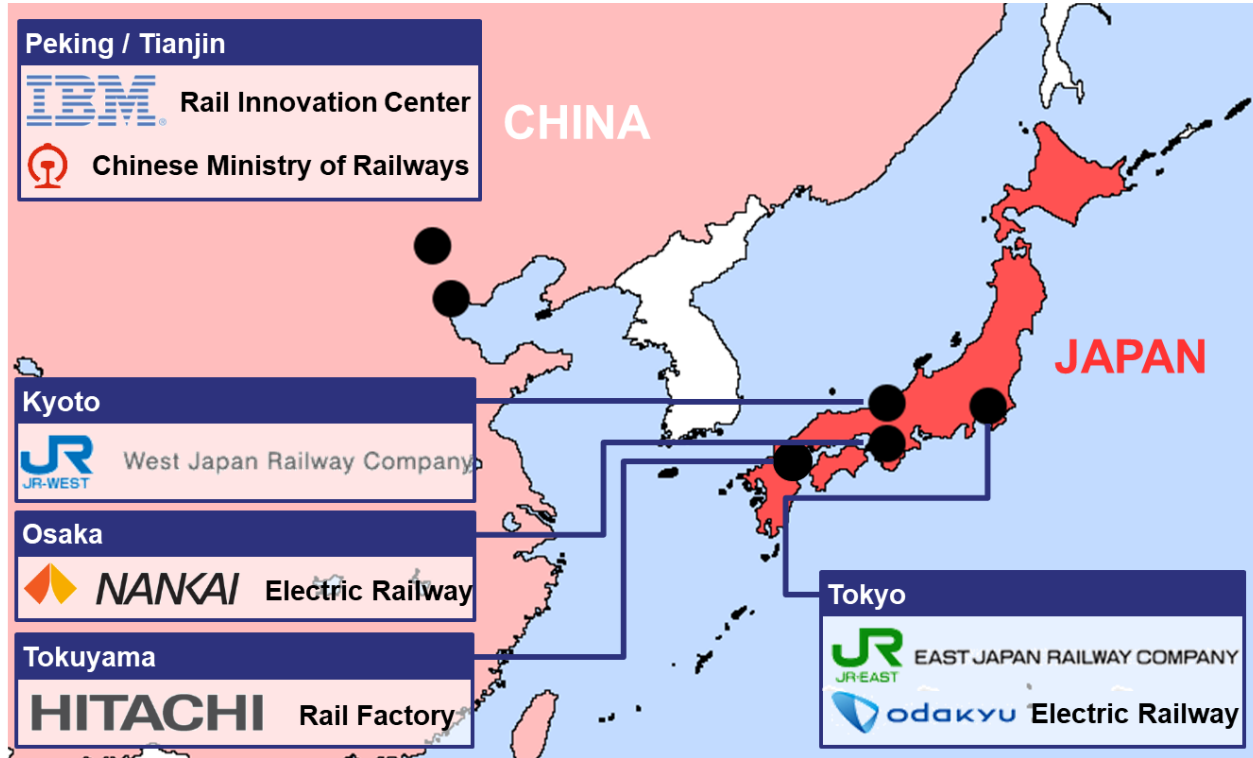 Peking / Tianjin
IBM® Rail Innovation Center
Chinese Ministry of Railways
CHINA
JAPAN
Kyoto
JR
JR-WEST
West Japan Railway Company
Osaka
NANKAI Electric Railway
Tokuyama
HITACHI Rail Factory
Tokyo
JR
JR-EAST
EAST JAPAN RAILWAY COMPANY
odakyu Electric Railway